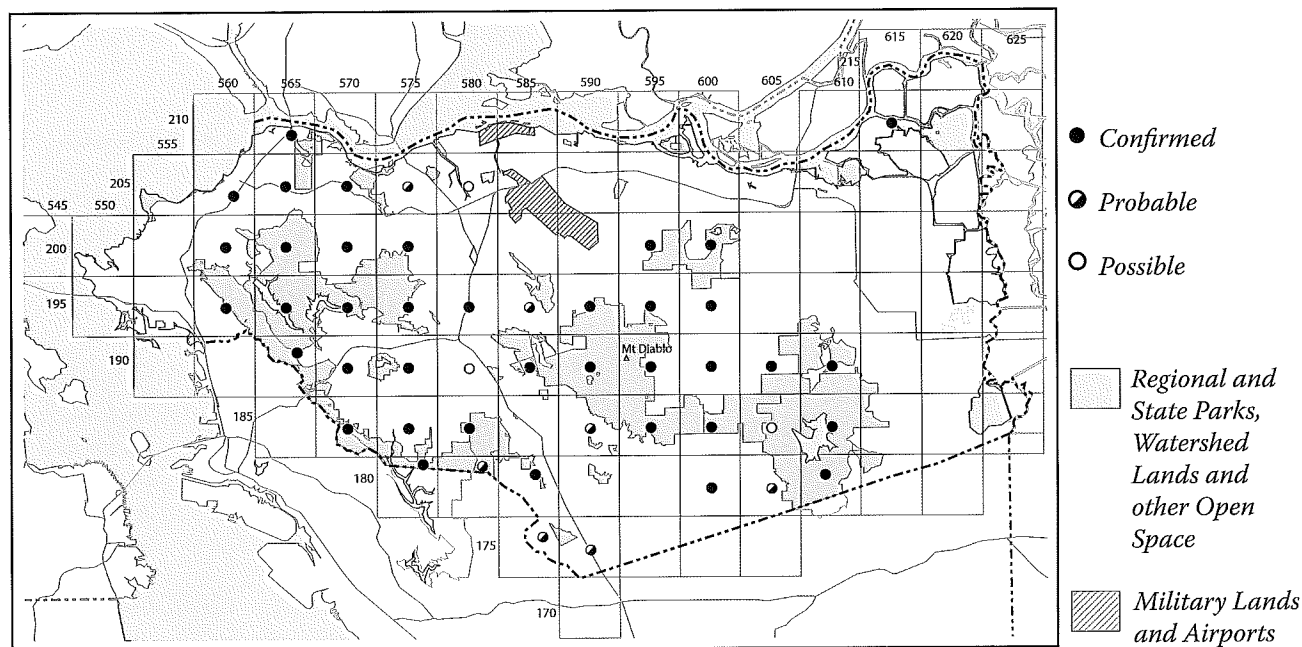 615
620
625
215
560
565
570
575
580
585
590
595
600
605
610
210
555
205
545
550
200
195
190
Mt Diablo
185
180
175
170
Confirmed
Probable
Possible
Regional and
State Parks,
Watershed
Lands and
other Open
Space
Military Lands
and Airports